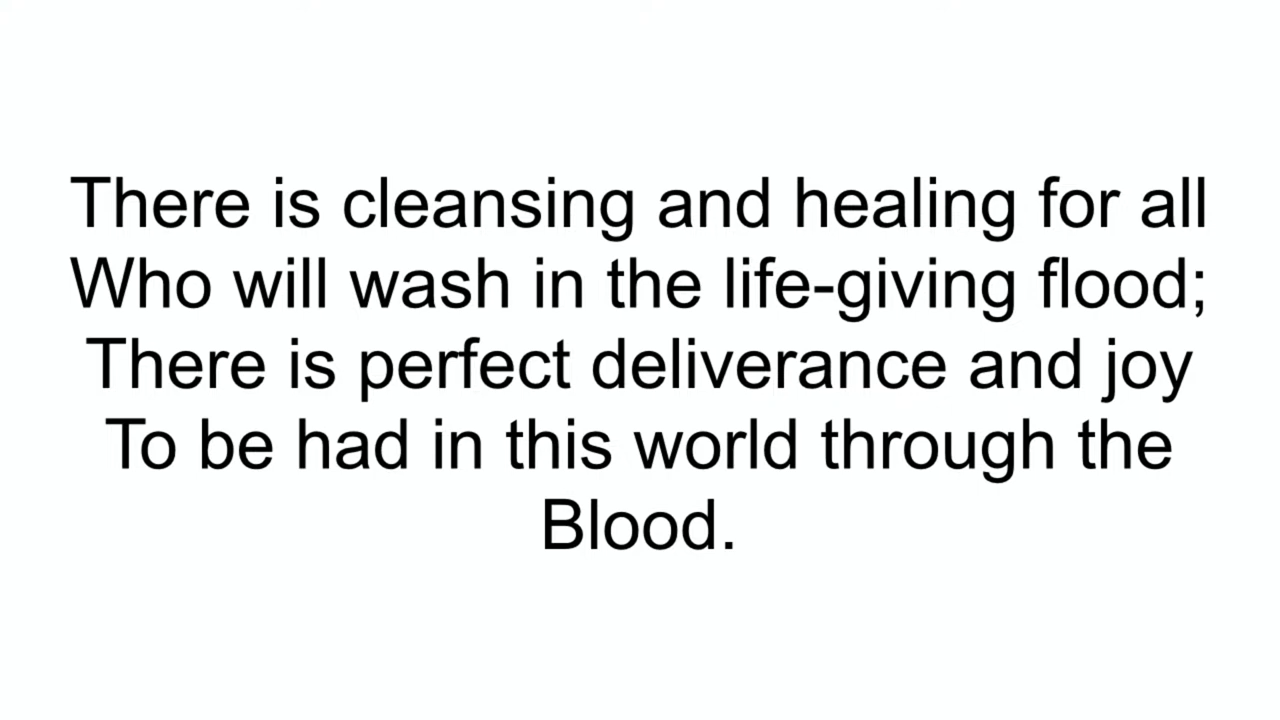 There is cleansing and healing for all
Who will wash in the life-giving flood;
There is perfect deliverance and joy
To be had in this world through the
Blood.